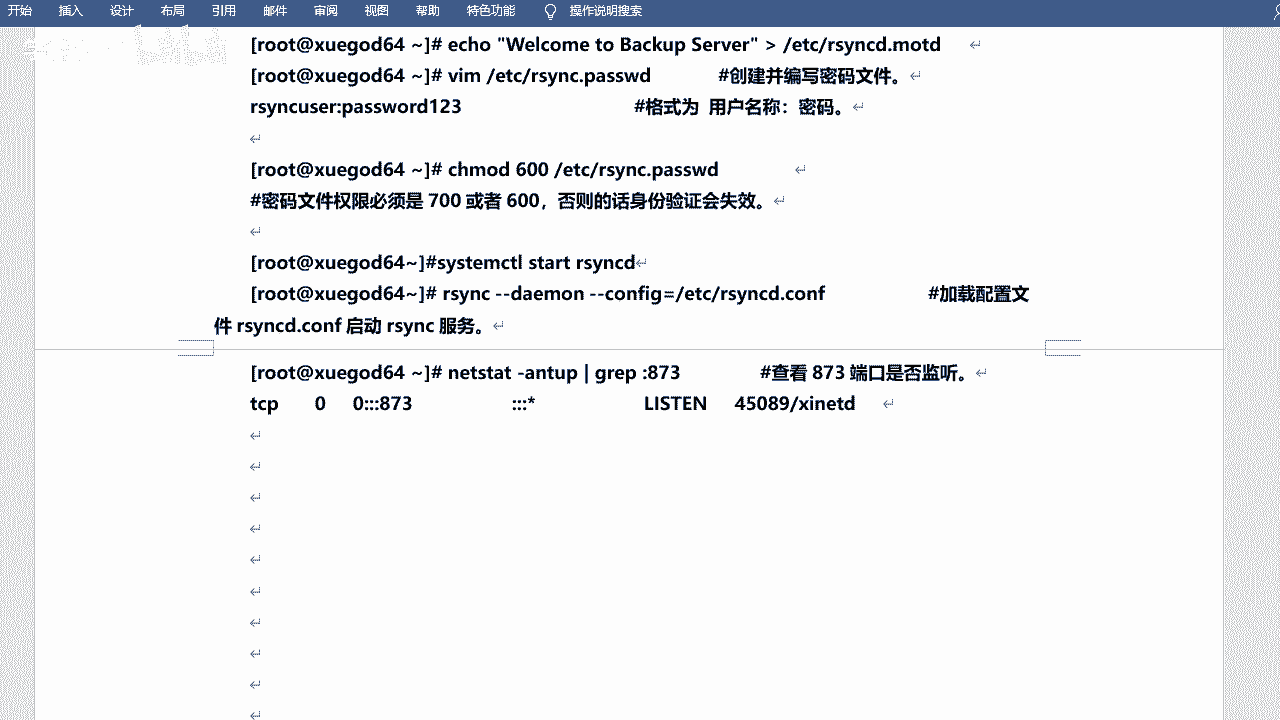 开始 插入 设计 布局 引用 邮件 审阅 视图 帮助 特色功能 操作说明搜索
[root@xuegod64 ~]# echo "Welcome to Backup Server" > /etc/rsyncd.motd
[root@xuegod64 ~]# vim /etc/rsync.passwd #创建并编写密码文件。
rsyncuser:password123 #格式为 用户名称：密码。
[root@xuegod64 ~]# chmod 600 /etc/rsync.passwd
#密码文件权限必须是 700 或者 600，否则的话身份验证会失效。
[root@xuegod64~]#systemctl start rsyncd
[root@xuegod64~]# rsync --daemon --config=/etc/rsyncd.conf #加载配置文
件 rsyncd.conf 启动 rsync 服务。
[root@xuegod64 ~]# netstat -antup | grep :873 #查看 873 端口是否监听。
tcp 0 0:::873 :::* LISTEN 45089/xinetd